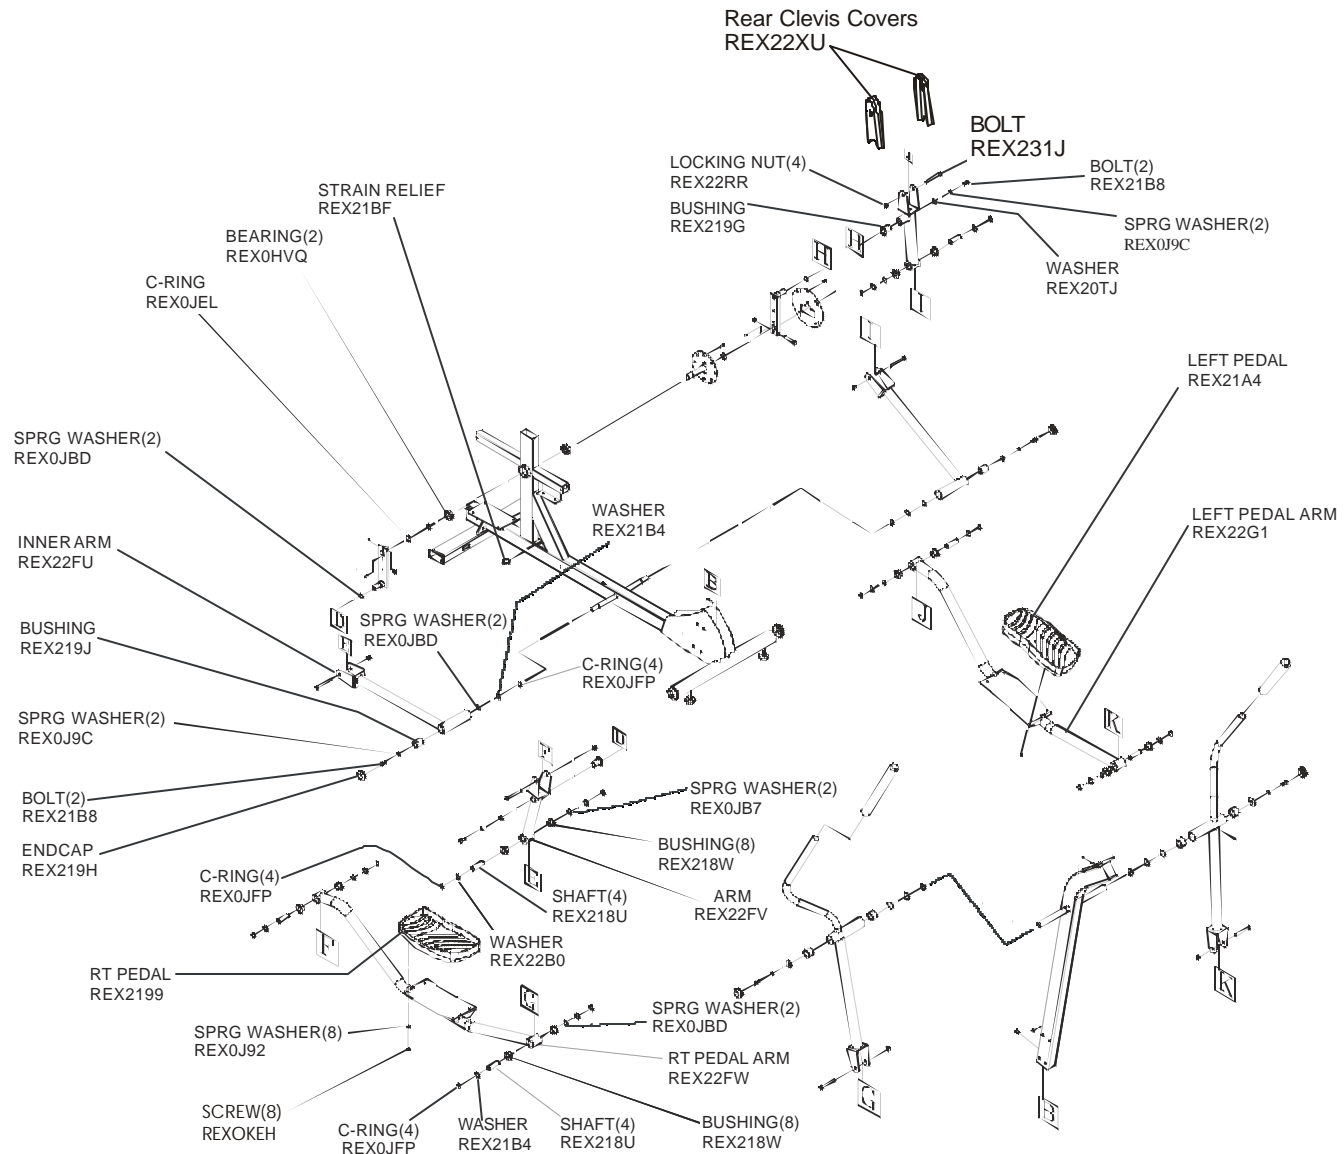 Rear Clevis Covers
REX22XU
BOLT
REX231J
LOCKING NUT(4)
REX22RR
BOLT(2)
REX21B8
STRAIN RELIEF
REX21BF
BUSHING
REX219G
SPRG WASHER(2)
REX0J9C
BEARING(2)
REX0HVQ
WASHER
REX20TJ
C-RING
REX0JEL
H
H
J
I
I
LEFT PEDAL
REX21A4
SPRG WASHER(2)
REX0JBD
WASHER
REX21B4
LEFT PEDAL ARM
REX22G1
INNER ARM
REX22FU
B
J
SPRG WASHER(2)
REX0JBD
D
BUSHING
REX219J
C-RING(4)
REX0JFP
SPRG WASHER(2)
REX0J9C
K
D
F
BOLT(2)
REX21B8
SPRG WASHER(2)
REX0JB7
ENDCAP
REX219H
BUSHING(8)
REX218W
C-RING(4)
REX0JFP
E
SHAFT(4)
REX218U
ARM
REX22FV
F
WASHER
REX22B0
RT PEDAL
REX2199
G
K
SPRG WASHER(2)
REX0JBD
SPRG WASHER(8)
REX0J92
RT PEDAL ARM
REX22FW
G
B
SCREW(8)
REXOKEH
C-RING(4)
REX0JFP
WASHER
REX21B4
SHAFT(4)
REX218U
BUSHING(8)
REX218W